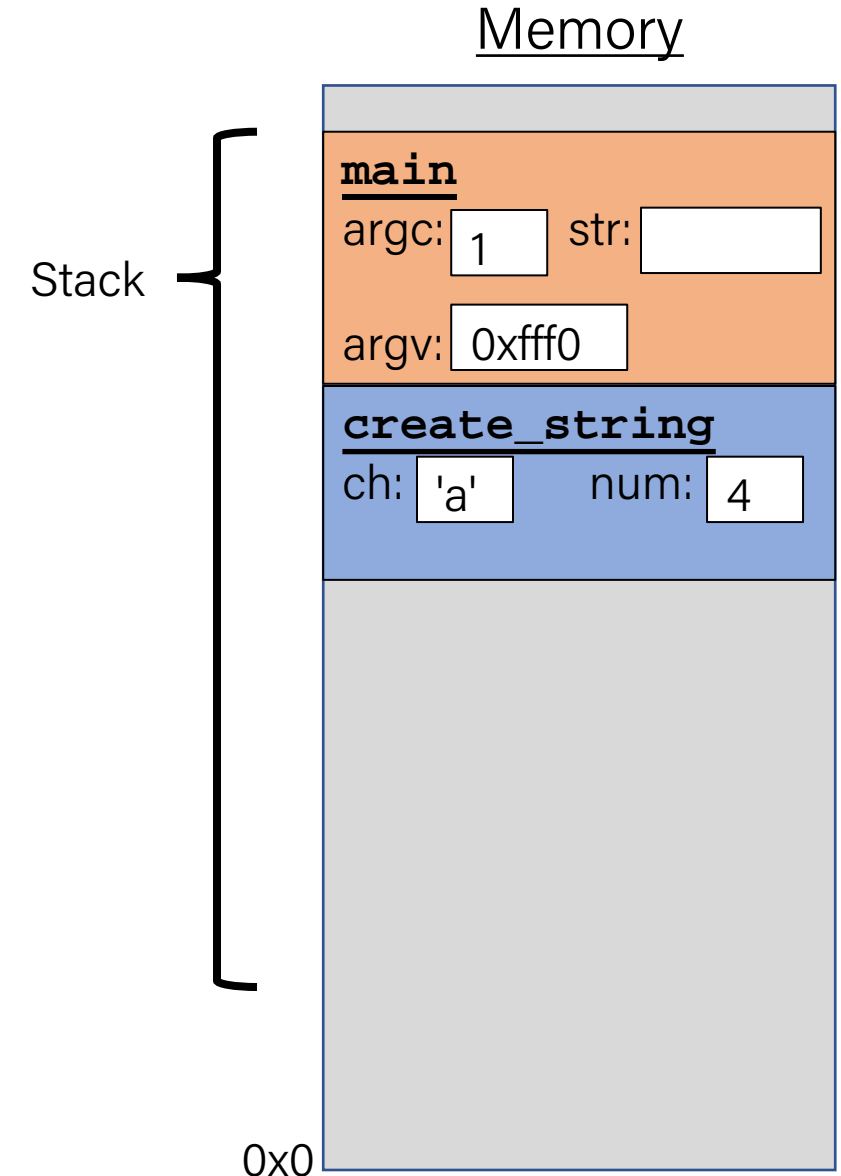 Memory
main
argc: 1 str:
Stack
argv: 0xfff0
create_string
ch: 'a' num: 4
0x0